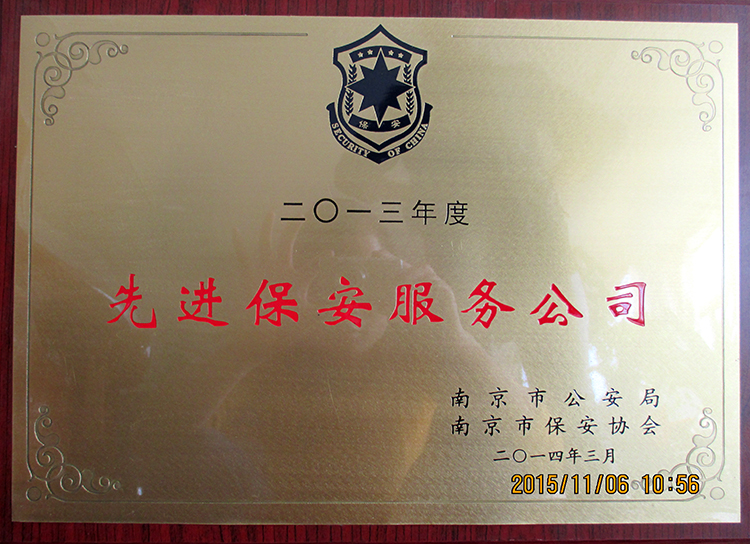 保安
SECURITY OF CHINA
二〇一三年度
先进保安服务公司
南京市公安局
南京市保安协会
二〇一四年三月
2015/11/06 10:56